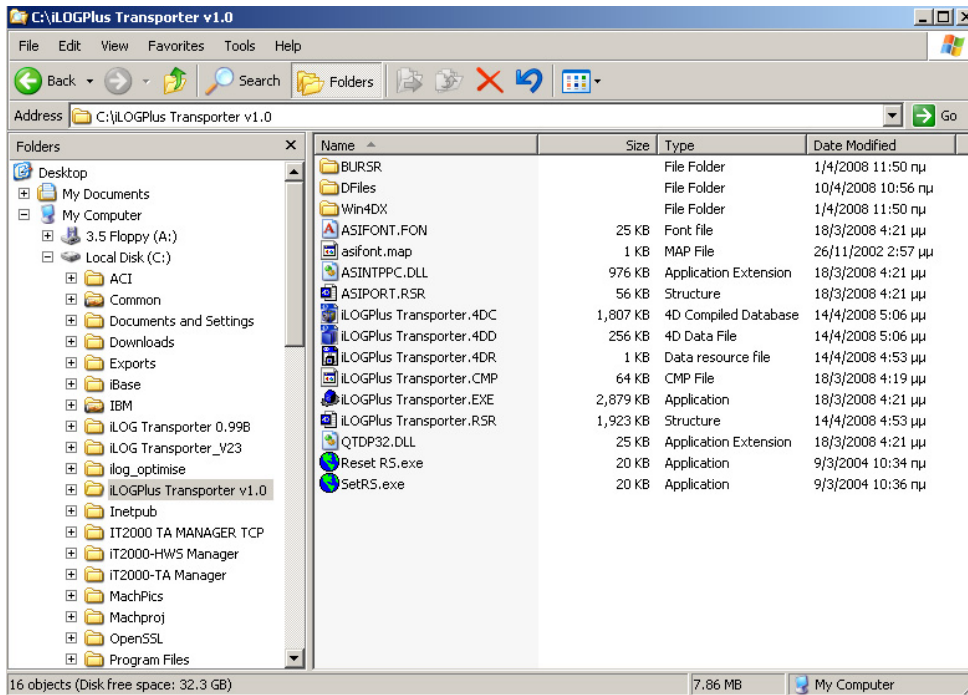 C:\iLOGPlus Transporter v1.0
File Edit View Favorites Tools Help
Back Search Folders
Address C:\iLOGPlus Transporter v1.0 Go
Folders
Desktop
My Documents
My Computer
3.5 Floppy (A:)
Local Disk (C:)
ACI
Common
Documents and Settings
Downloads
Exports
iBase
IBM
iLOG Transporter 0.99B
iLOG Transporter_V23
ilog_optimise
iLOGPlus Transporter v1.0
Inetpub
IT2000 TA MANAGER TCP
iT2000-HWS Manager
iT2000-TA Manager
MachPics
Machproj
OpenSSL
Program Files
Name Size Type Date Modified
BURSR File Folder 1/4/2008 11:50 πμ
DFiles File Folder 10/4/2008 10:56 πμ
Win4DX File Folder 1/4/2008 11:50 πμ
ASIFONT.FON 25 KB Font file 18/3/2008 4:21 μμ
asifont.map 1 KB MAP File 26/11/2002 2:57 μμ
ASINTPPC.DLL 976 KB Application Extension 18/3/2008 4:21 μμ
ASIPORT.RSR 56 KB Structure 18/3/2008 4:21 μμ
iLOGPlus Transporter.4DC 1,807 KB 4D Compiled Database 14/4/2008 5:06 μμ
iLOGPlus Transporter.4DD 256 KB 4D Data File 14/4/2008 5:06 μμ
iLOGPlus Transporter.4DR 1 KB Data resource file 14/4/2008 4:53 μμ
iLOGPlus Transporter.CMP 64 KB CMP File 18/3/2008 4:19 μμ
iLOGPlus Transporter.EXE 2,879 KB Application 18/3/2008 4:21 μμ
iLOGPlus Transporter.RSR 1,923 KB Structure 14/4/2008 4:53 μμ
QTDP32.DLL 25 KB Application Extension 18/3/2008 4:21 μμ
Reset RS.exe 20 KB Application 9/3/2004 10:34 πμ
SetRS.exe 20 KB Application 9/3/2004 10:36 πμ
16 objects (Disk free space: 32.3 GB) 7.86 MB My Computer